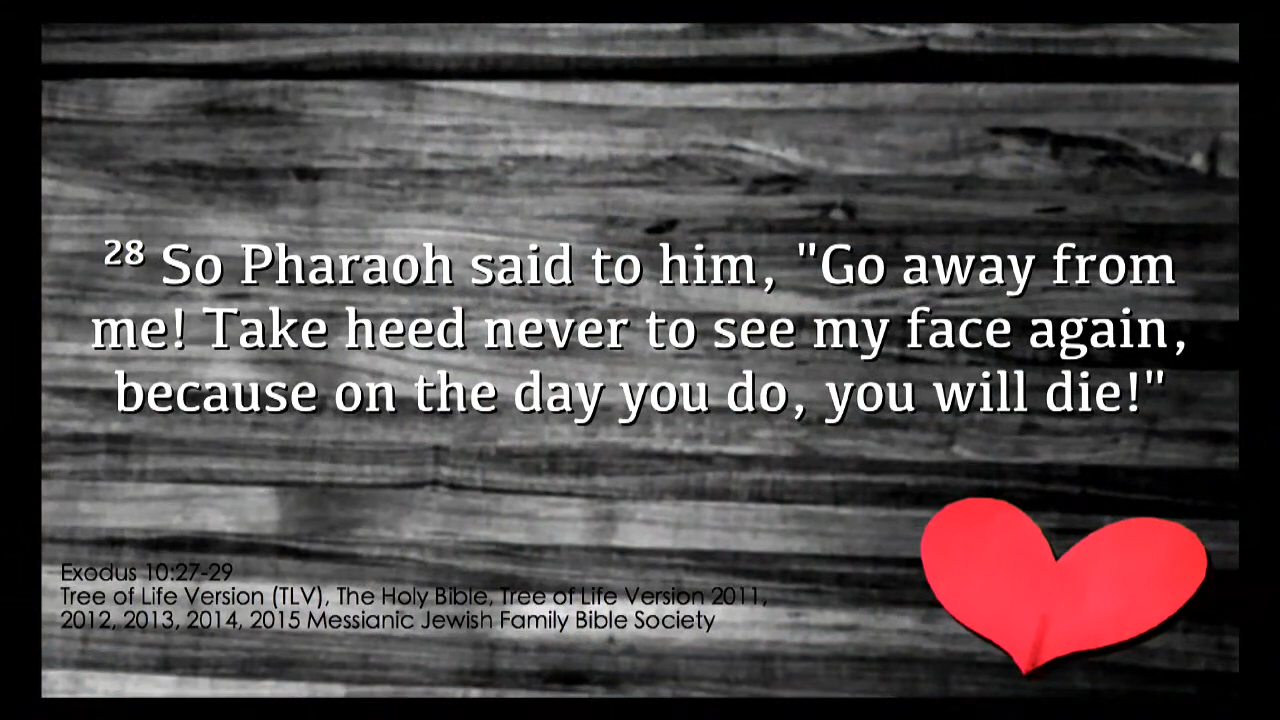 ²⁸ So Pharaoh said to him, "Go away from
me! Take heed never to see my face again,
because on the day you do, you will die!"
Exodus 10:27-29
Tree of Life Version (TLV), The Holy Bible, Tree of Life Version 2011,
2012, 2013, 2014, 2015 Messianic Jewish Family Bible Society